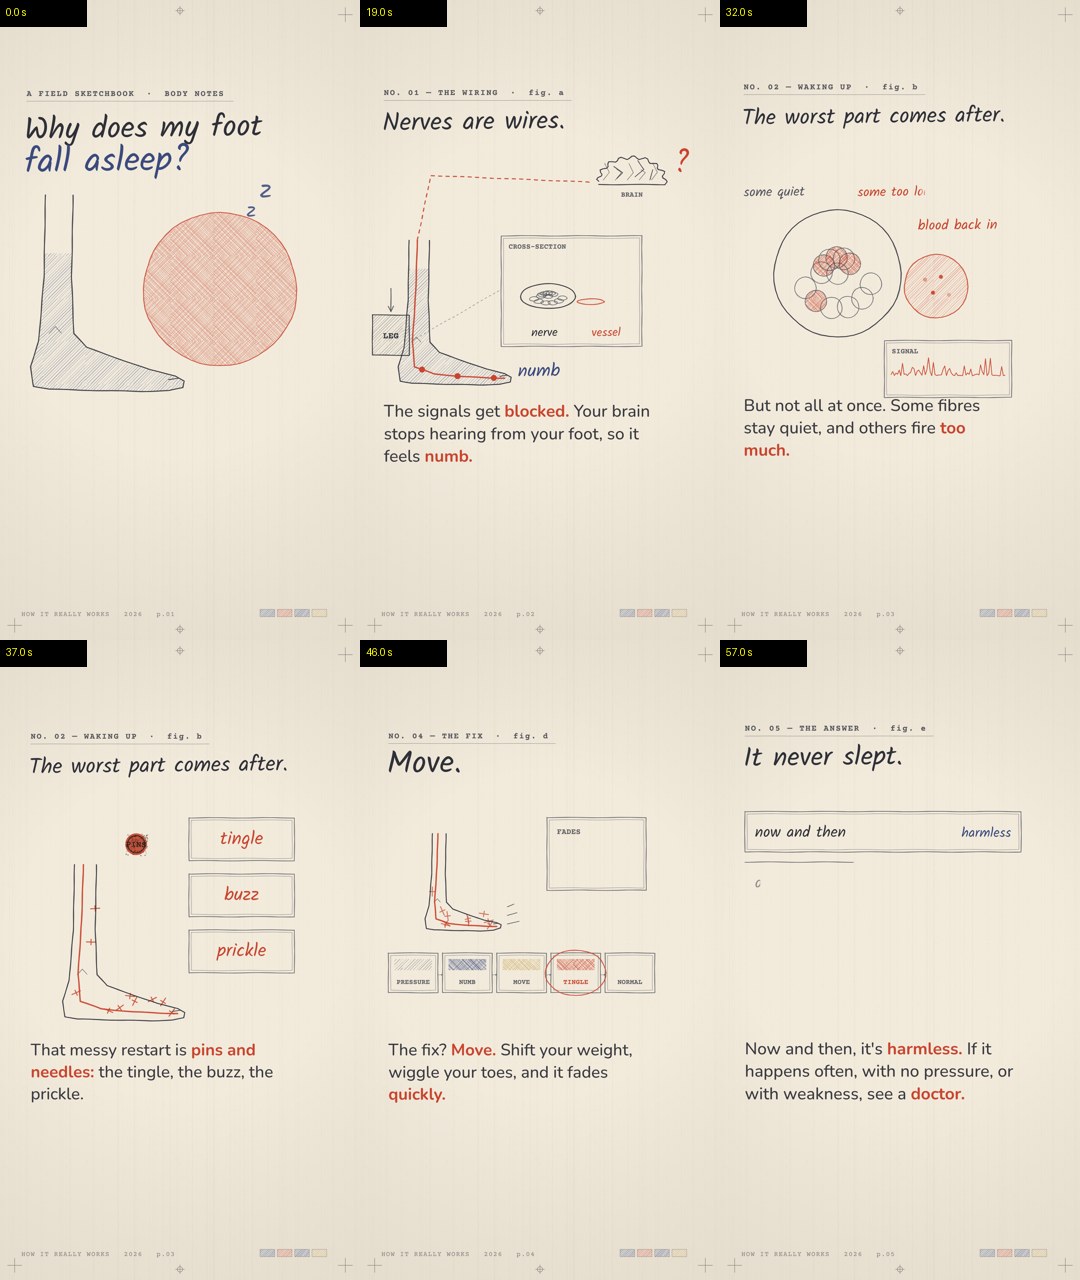 0.0s
A FIELD SKETCHBOOK · BODY NOTES
Why does my foot
fall asleep?
z
z
HOW IT REALLY WORKS 2026 p.01
19.0s
NO. 01 — THE WIRING · fig. a
Nerves are wires.
?
BRAIN
CROSS-SECTION
LEG
nerve vessel
numb
The signals get blocked. Your brain
stops hearing from your foot, so it
feels numb.
HOW IT REALLY WORKS 2026 p.02
32.0s
NO. 02 — WAKING UP · fig. b
The worst part comes after.
some quiet some too lo
blood back in
SIGNAL
But not all at once. Some fibres
stay quiet, and others fire too
much.
HOW IT REALLY WORKS 2026 p.03
37.0s
NO. 02 — WAKING UP · fig. b
The worst part comes after.
PINS
tingle
buzz
prickle
That messy restart is pins and
needles: the tingle, the buzz, the
prickle.
HOW IT REALLY WORKS 2026 p.03
46.0s
NO. 04 — THE FIX · fig. d
Move.
FADES
PRESSURE NUMB MOVE TINGLE NORMAL
The fix? Move. Shift your weight,
wiggle your toes, and it fades
quickly.
HOW IT REALLY WORKS 2026 p.04
57.0s
NO. 05 — THE ANSWER · fig. e
It never slept.
now and then harmless
o
Now and then, it's harmless. If it
happens often, with no pressure, or
with weakness, see a doctor.
HOW IT REALLY WORKS 2026 p.05